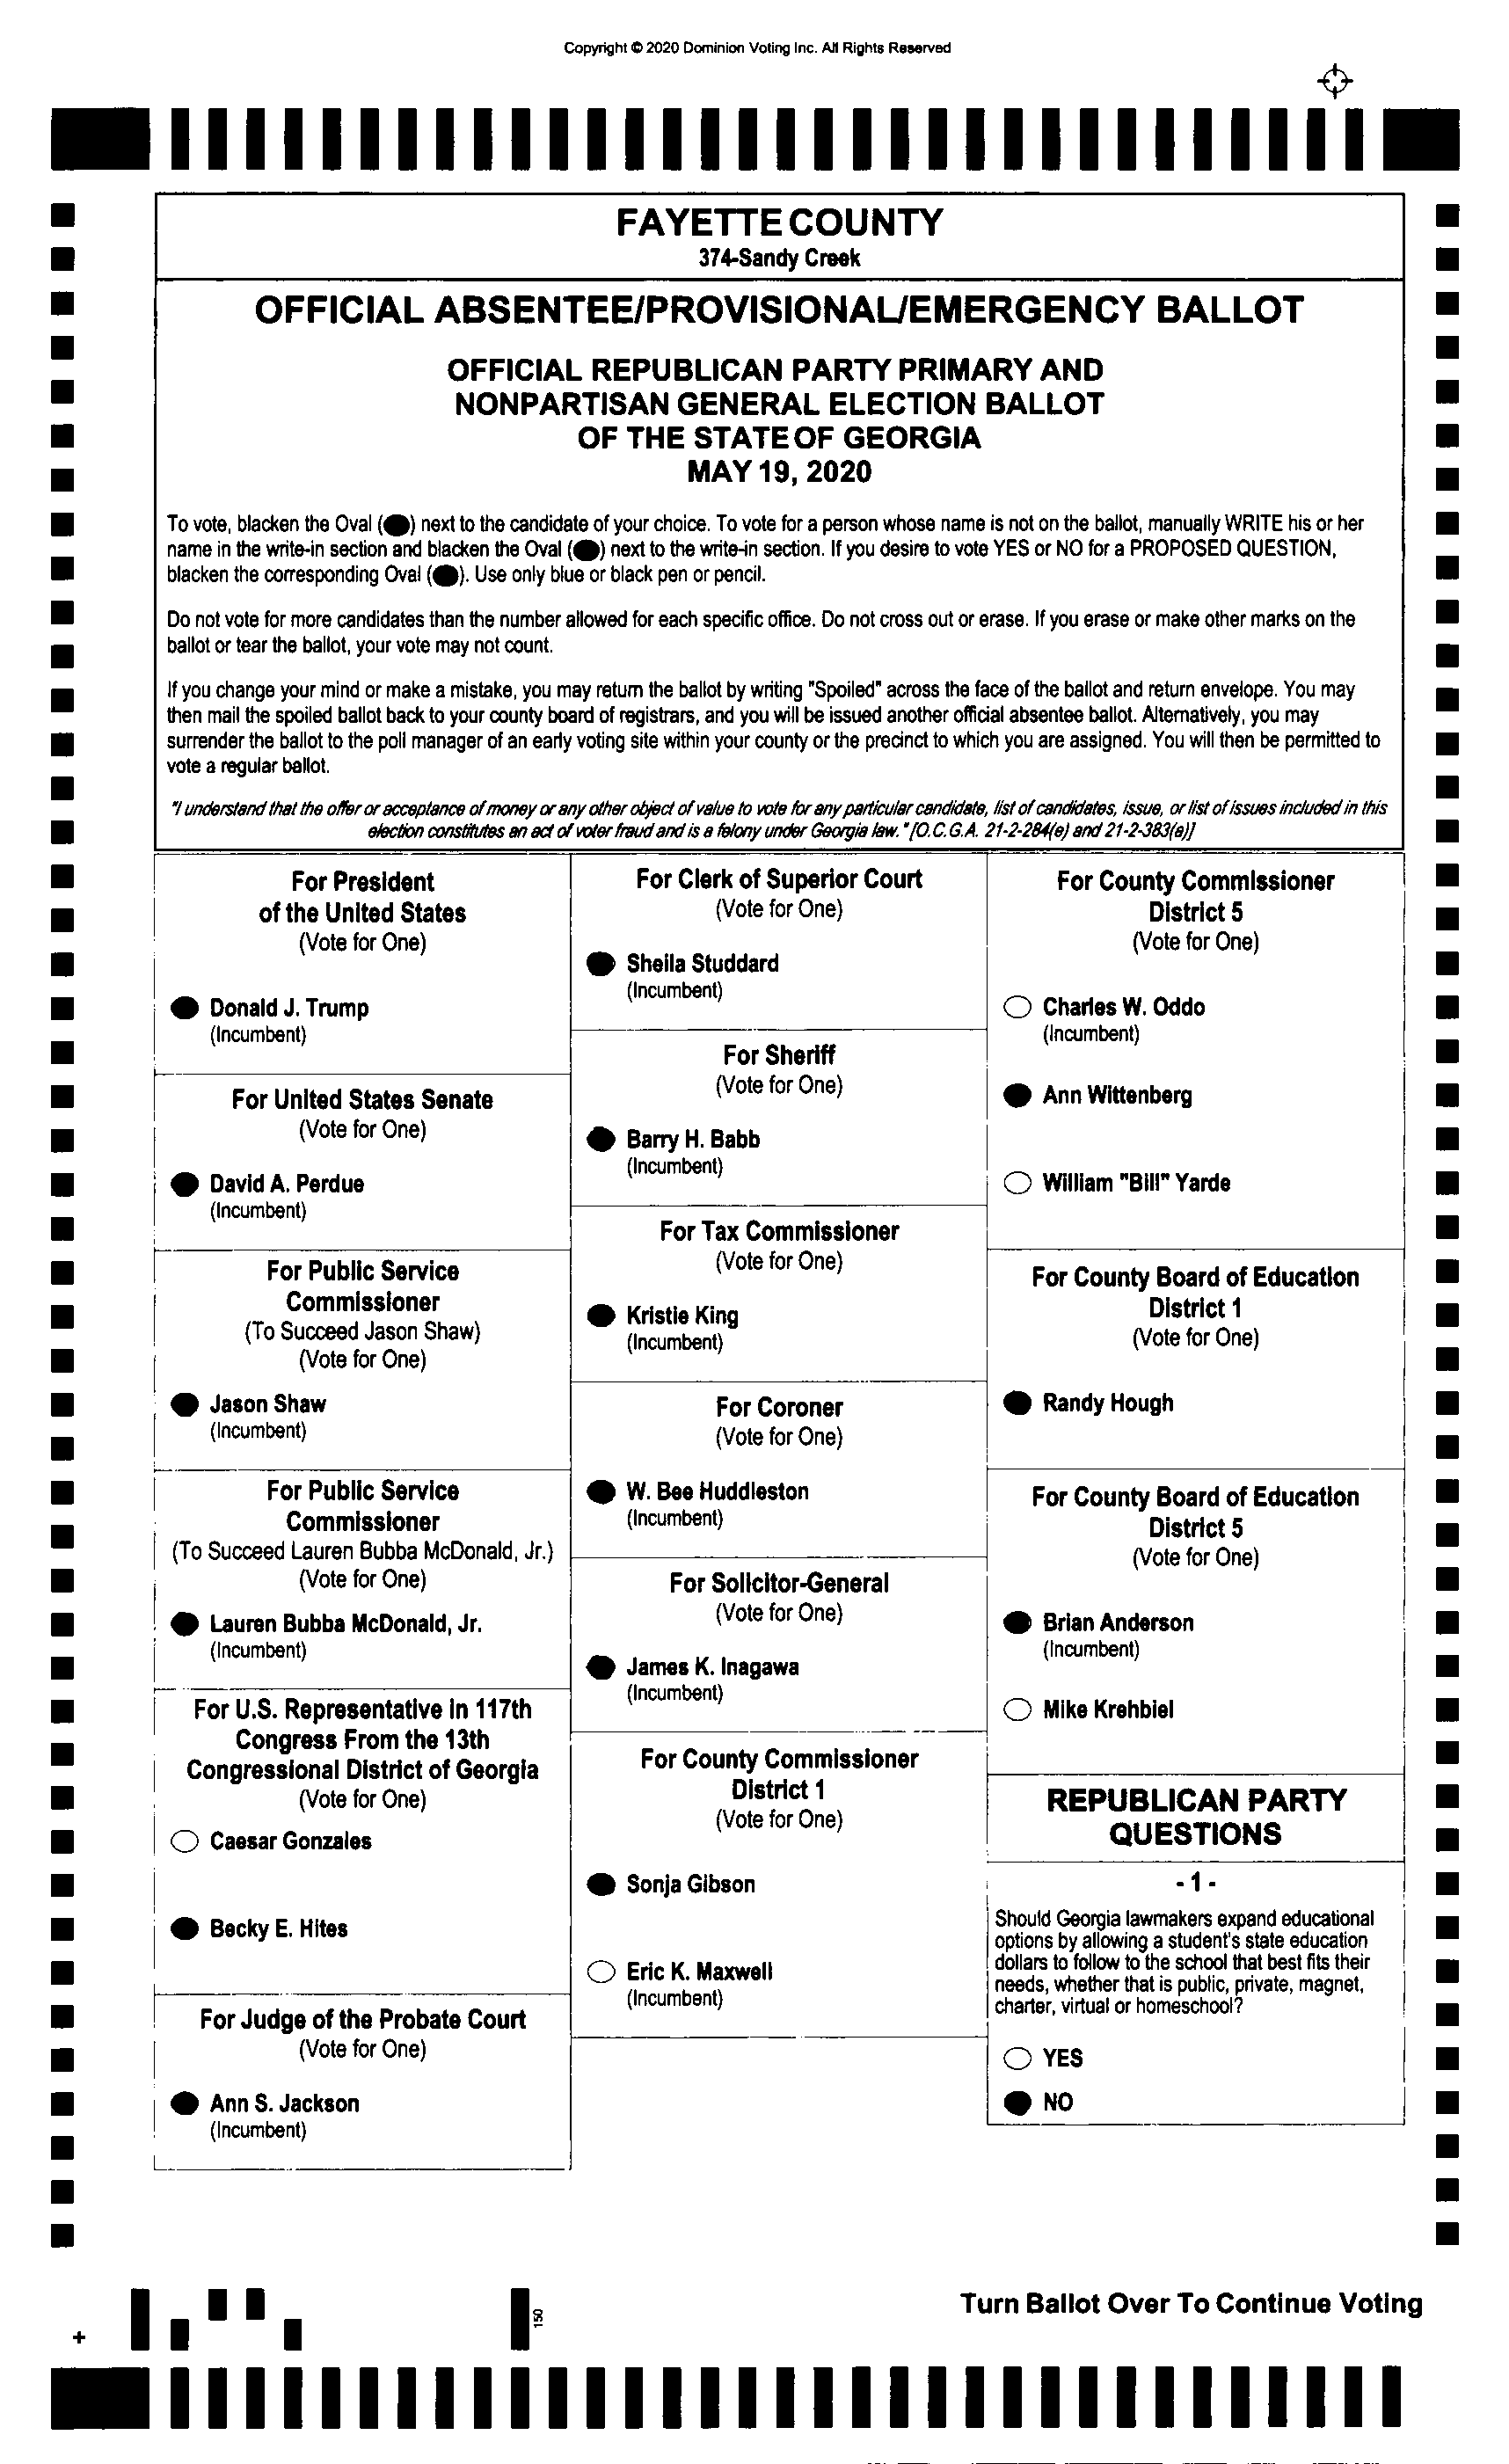 Copyright © 2020 Dominion Voting Inc. All Rights Reserved
FAYETTE COUNTY
374-Sandy Creek
OFFICIAL ABSENTEE/PROVISIONAL/EMERGENCY BALLOT
OFFICIAL REPUBLICAN PARTY PRIMARY AND
NONPARTISAN GENERAL ELECTION BALLOT
OF THE STATE OF GEORGIA
MAY 19, 2020
To vote, blacken the Oval (⬬) next to the candidate of your choice. To vote for a person whose name is not on the ballot, manually WRITE his or her
name in the write-in section and blacken the Oval (⬬) next to the write-in section. If you desire to vote YES or NO for a PROPOSED QUESTION,
blacken the corresponding Oval (⬬). Use only blue or black pen or pencil.
Do not vote for more candidates than the number allowed for each specific office. Do not cross out or erase. If you erase or make other marks on the
ballot or tear the ballot, your vote may not count.
If you change your mind or make a mistake, you may return the ballot by writing "Spoiled" across the face of the ballot and return envelope. You may
then mail the spoiled ballot back to your county board of registrars, and you will be issued another official absentee ballot. Alternatively, you may
surrender the ballot to the poll manager of an early voting site within your county or the precinct to which you are assigned. You will then be permitted to
vote a regular ballot.
"I understand that the offer or acceptance of money or any other object of value to vote for any particular candidate, list of candidates, issue, or list of issues included in this
election constitutes an act of voter fraud and is a felony under Georgia law." [O.C.G.A. 21-2-284(e) and 21-2-383(a)]
For President
of the United States
(Vote for One)
Donald J. Trump
(Incumbent)
For United States Senate
(Vote for One)
David A. Perdue
(Incumbent)
For Public Service
Commissioner
(To Succeed Jason Shaw)
(Vote for One)
Jason Shaw
(Incumbent)
For Public Service
Commissioner
(To Succeed Lauren Bubba McDonald, Jr.)
(Vote for One)
Lauren Bubba McDonald, Jr.
(Incumbent)
For U.S. Representative in 117th
Congress From the 13th
Congressional District of Georgia
(Vote for One)
Caesar Gonzales
Becky E. Hites
For Judge of the Probate Court
(Vote for One)
Ann S. Jackson
(Incumbent)
For Clerk of Superior Court
(Vote for One)
Sheila Studdard
(Incumbent)
For Sheriff
(Vote for One)
Barry H. Babb
(Incumbent)
For Tax Commissioner
(Vote for One)
Kristie King
(Incumbent)
For Coroner
(Vote for One)
W. Bee Huddleston
(Incumbent)
For Solicitor-General
(Vote for One)
James K. Inagawa
(Incumbent)
For County Commissioner
District 1
(Vote for One)
Sonja Gibson
Eric K. Maxwell
(Incumbent)
For County Commissioner
District 5
(Vote for One)
Charles W. Oddo
(Incumbent)
Ann Wittenberg
William "Bill" Yarde
For County Board of Education
District 1
(Vote for One)
Randy Hough
For County Board of Education
District 5
(Vote for One)
Brian Anderson
(Incumbent)
Mike Krehbiel
REPUBLICAN PARTY
QUESTIONS
- 1 -
Should Georgia lawmakers expand educational
options by allowing a student's state education
dollars to follow to the school that best fits their
needs, whether that is public, private, magnet,
charter, virtual or homeschool?
YES
NO
Turn Ballot Over To Continue Voting
150
+